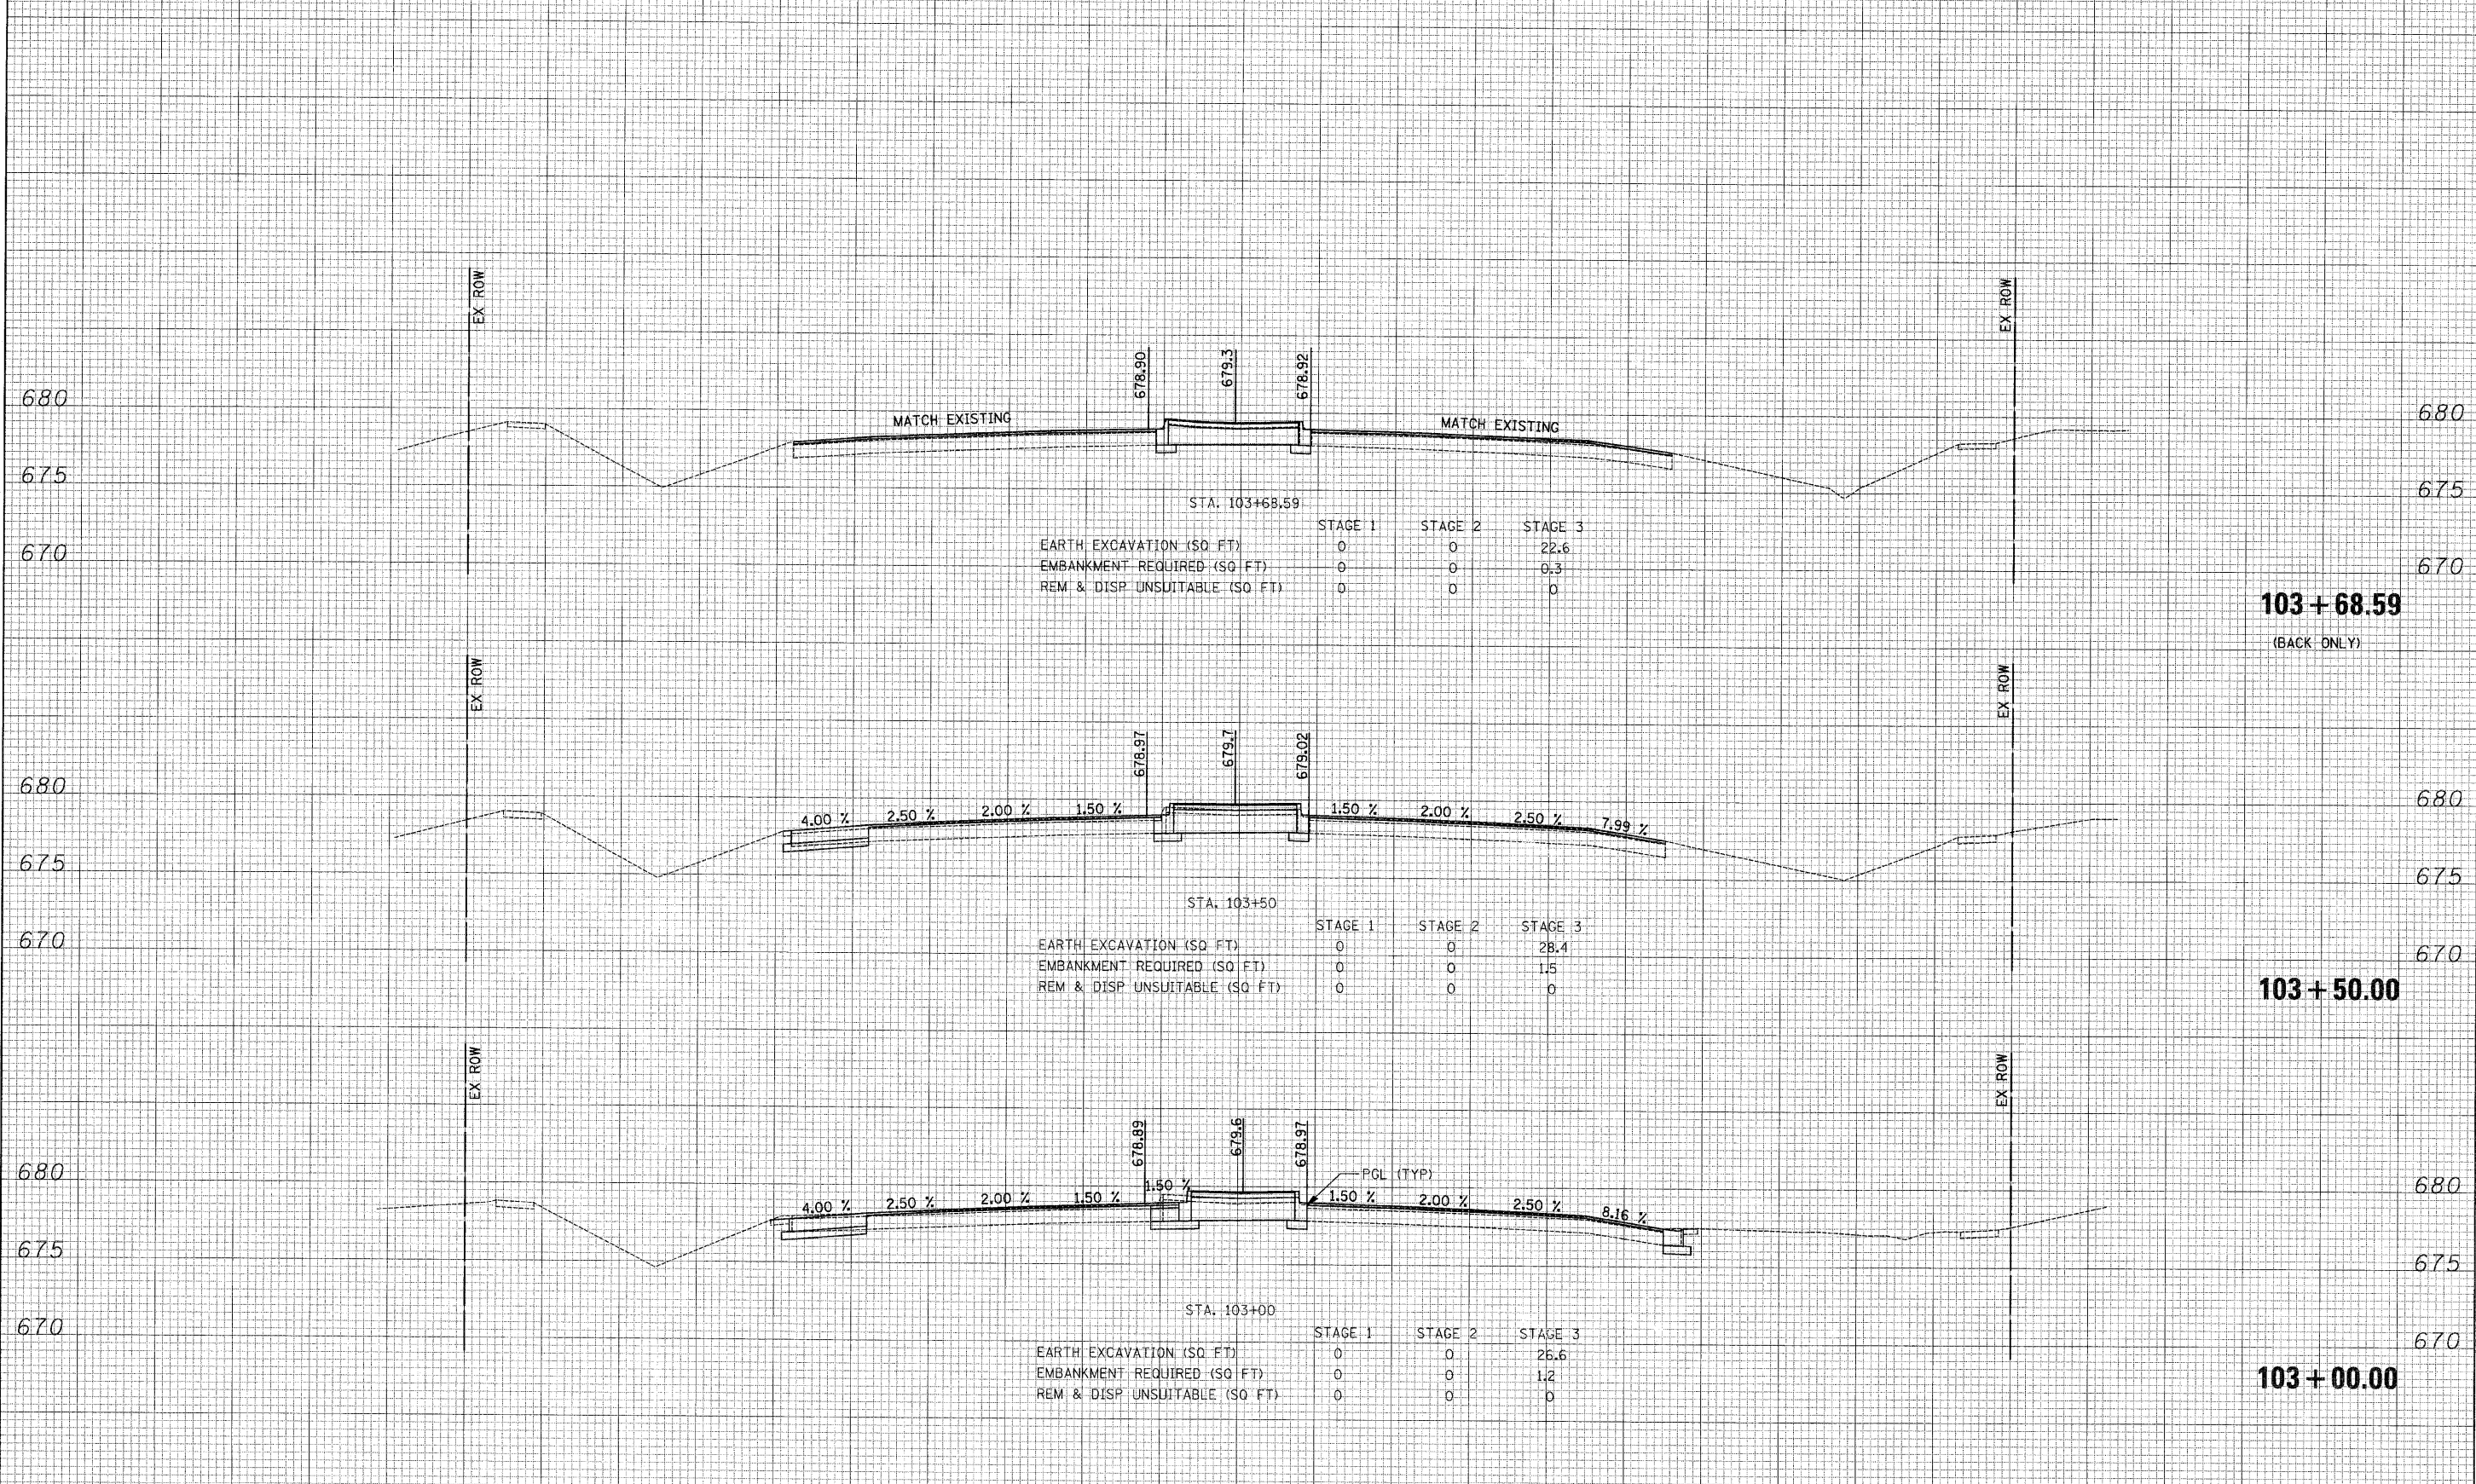 EX ROW
EX ROW
678.90
679.3
678.92
680
MATCH EXISTING
MATCH EXISTING
680
675
675
STA. 103+68.59
STAGE 1 STAGE 2 STAGE 3
670
EARTH EXCAVATION (SQ FT) 0 0 22.6
670
EMBANKMENT REQUIRED (SQ FT) 0 0 0.3
REM & DISP UNSUITABLE (SQ FT) 0 0 0
103+68.59
(BACK ONLY)
EX ROW
EX ROW
678.97
679.7
679.02
680
680
4.00 % 2.50 % 2.00 % 1.50 % 1.50 % 2.00 % 2.50 % 7.99 %
675
675
STA. 103+50
STAGE 1 STAGE 2 STAGE 3
670
EARTH EXCAVATION (SQ FT) 0 0 28.4
670
EMBANKMENT REQUIRED (SQ FT) 0 0 1.5
REM & DISP UNSUITABLE (SQ FT) 0 0 0
103+50.00
EX ROW
EX ROW
678.89
679.6
678.97
680
PGL (TYP)
680
4.00 % 2.50 % 2.00 % 1.50 % 1.50 % 1.50 % 2.00 % 2.50 % 8.16 %
675
675
STA. 103+00
670
STAGE 1 STAGE 2 STAGE 3
670
EARTH EXCAVATION (SQ FT) 0 0 26.6
EMBANKMENT REQUIRED (SQ FT) 0 0 1.2
REM & DISP UNSUITABLE (SQ FT) 0 0 0
103+00.00